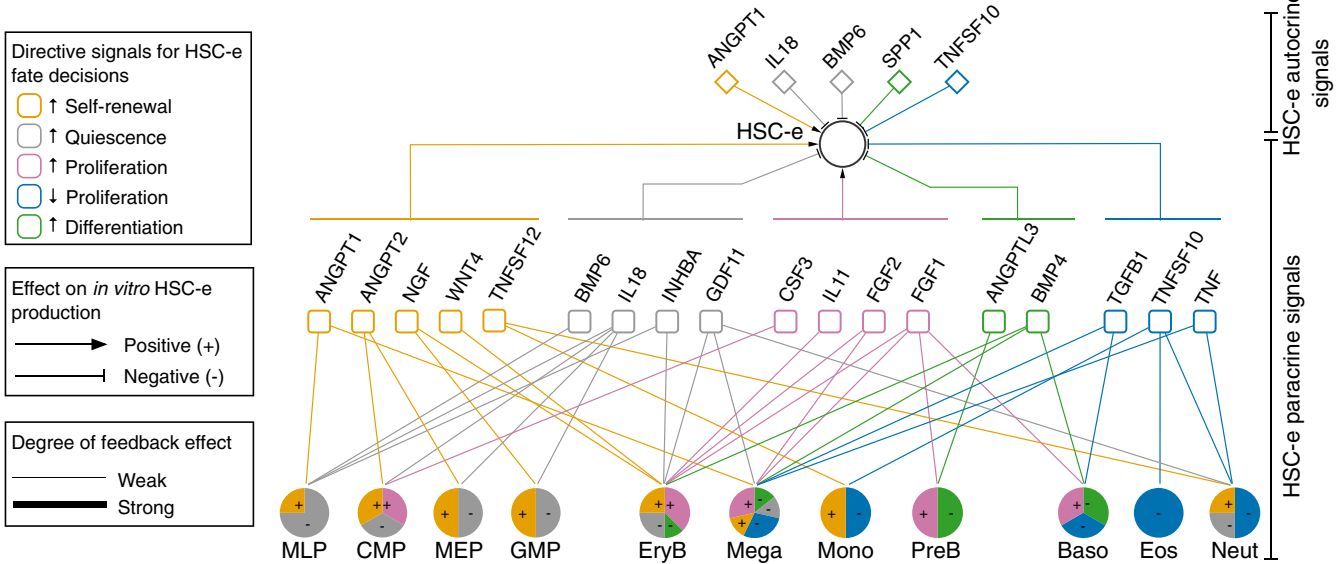 Directive signals for HSC-e
fate decisions
↑ Self-renewal
↑ Quiescence
↑ Proliferation
↓ Proliferation
↑ Differentiation
Effect on in vitro HSC-e
production
Positive (+)
Negative (-)
Degree of feedback effect
Weak
Strong
ANGPT1
IL18
BMP6
SPP1
TNFSF10
HSC-e
HSC-e autocrine
signals
ANGPT1
ANGPT2
NGF
WNT4
TNFSF12
BMP6
IL18
INHBA
GDF11
CSF3
IL11
FGF2
FGF1
ANGPTL3
BMP4
TGFB1
TNFSF10
TNF
HSC-e paracrine signals
+ -
+ + -
+ -
+ -
+ + - -
+ - - + -
+ -
+ -
+ - -
-
+ - -
MLP
CMP
MEP
GMP
EryB
Mega
Mono
PreB
Baso
Eos
Neut